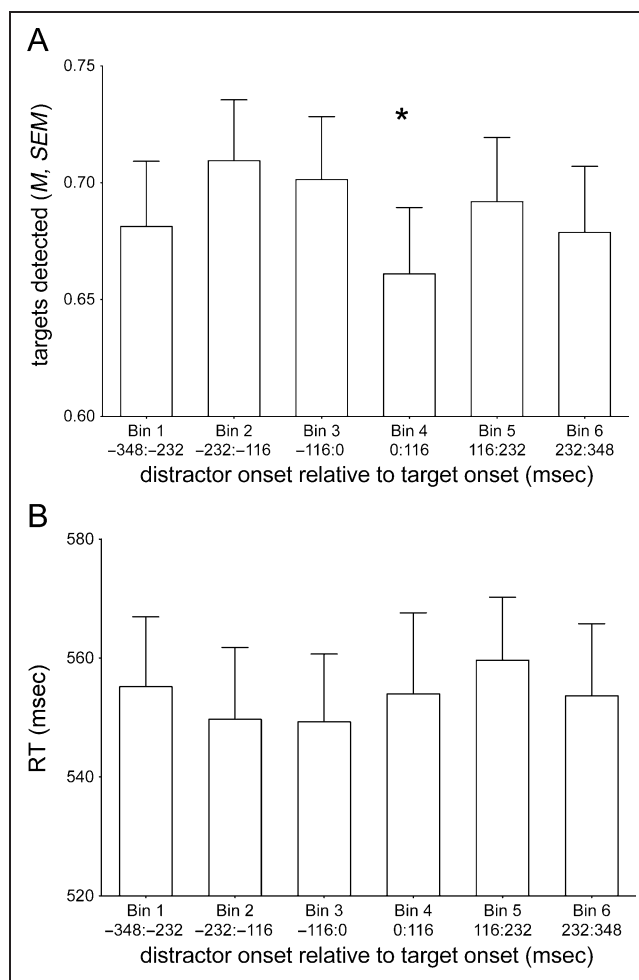 A
0.75
0.70
0.65
0.60
targets detected (M, SEM)
*
Bin 1 Bin 2 Bin 3 Bin 4 Bin 5 Bin 6
−348:−232 −232:−116 −116:0 0:116 116:232 232:348
distractor onset relative to target onset (msec)
B
580
560
540
520
RT (msec)
Bin 1 Bin 2 Bin 3 Bin 4 Bin 5 Bin 6
−348:−232 −232:−116 −116:0 0:116 116:232 232:348
distractor onset relative to target onset (msec)